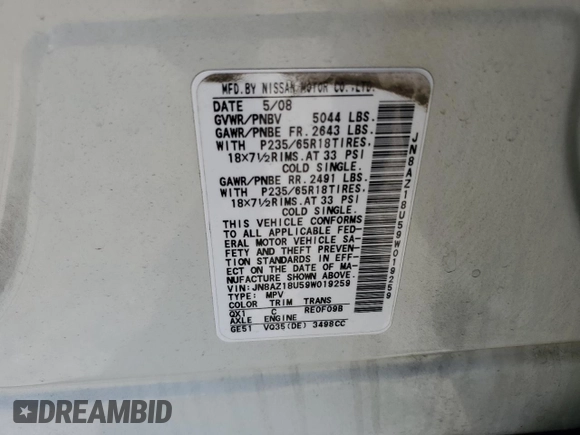 MFD.BY NISSAN MOTOR CO.,LTD.
DATE 5/08
GVWR/PNBV 5044 LBS.
GAWR/PNBE FR. 2643 LBS.
WITH P235/65R18TIRES.
18×7½RIMS.AT 33 PSI
COLD SINGLE.
GAWR/PNBE RR. 2491 LBS.
WITH P235/65R18TIRES.
18×7½RIMS.AT 33 PSI
COLD SINGLE.
THIS VEHICLE CONFORMS
TO ALL APPLICABLE FED-
ERAL MOTOR VEHICLE SA-
FETY AND THEFT PREVEN-
TION STANDARDS IN EFF-
ECT ON THE DATE OF MA-
NUFACTURE SHOWN ABOVE.
VIN:JN8AZ18U59W019259
TYPE: MPV
COLOR TRIM TRANS
QX1 C RE0F09B
AXLE ENGINE
GE51 VQ35(DE) 3498CC
JN8AZ18U59W019259
DREAMBID